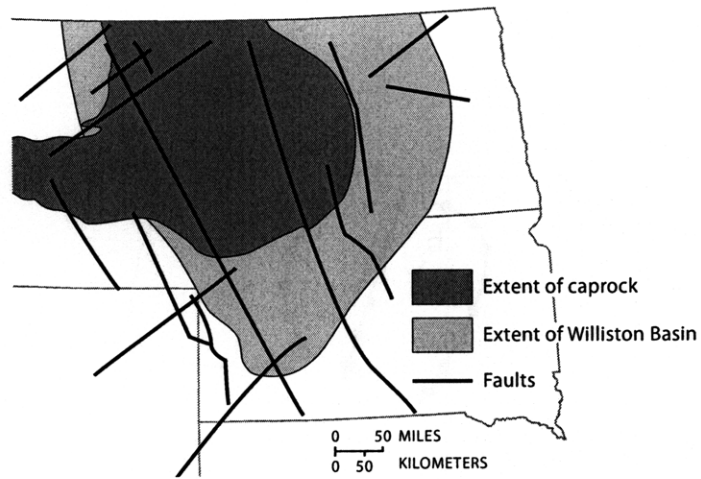 Extent of caprock
Extent of Williston Basin
Faults
0 50 MILES
0 50 KILOMETERS